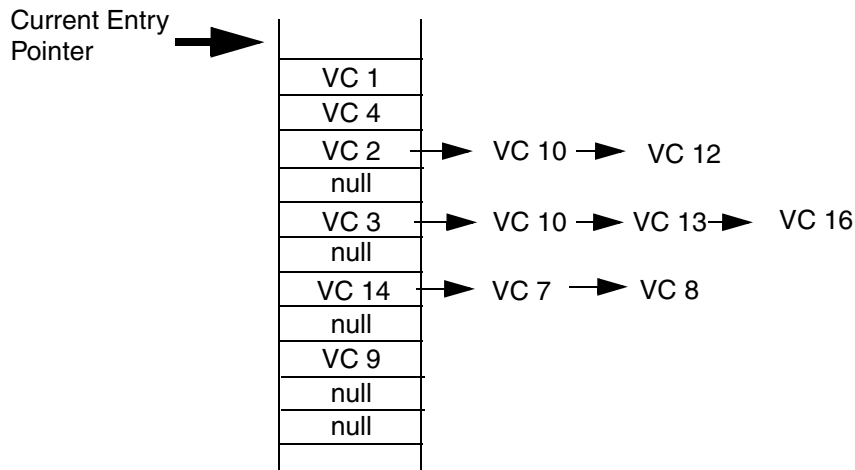 Current Entry
Pointer
VC 1
VC 4
VC 2 VC 10 VC 12
null
VC 3 VC 10 VC 13 VC 16
null
VC 14 VC 7 VC 8
null
VC 9
null
null